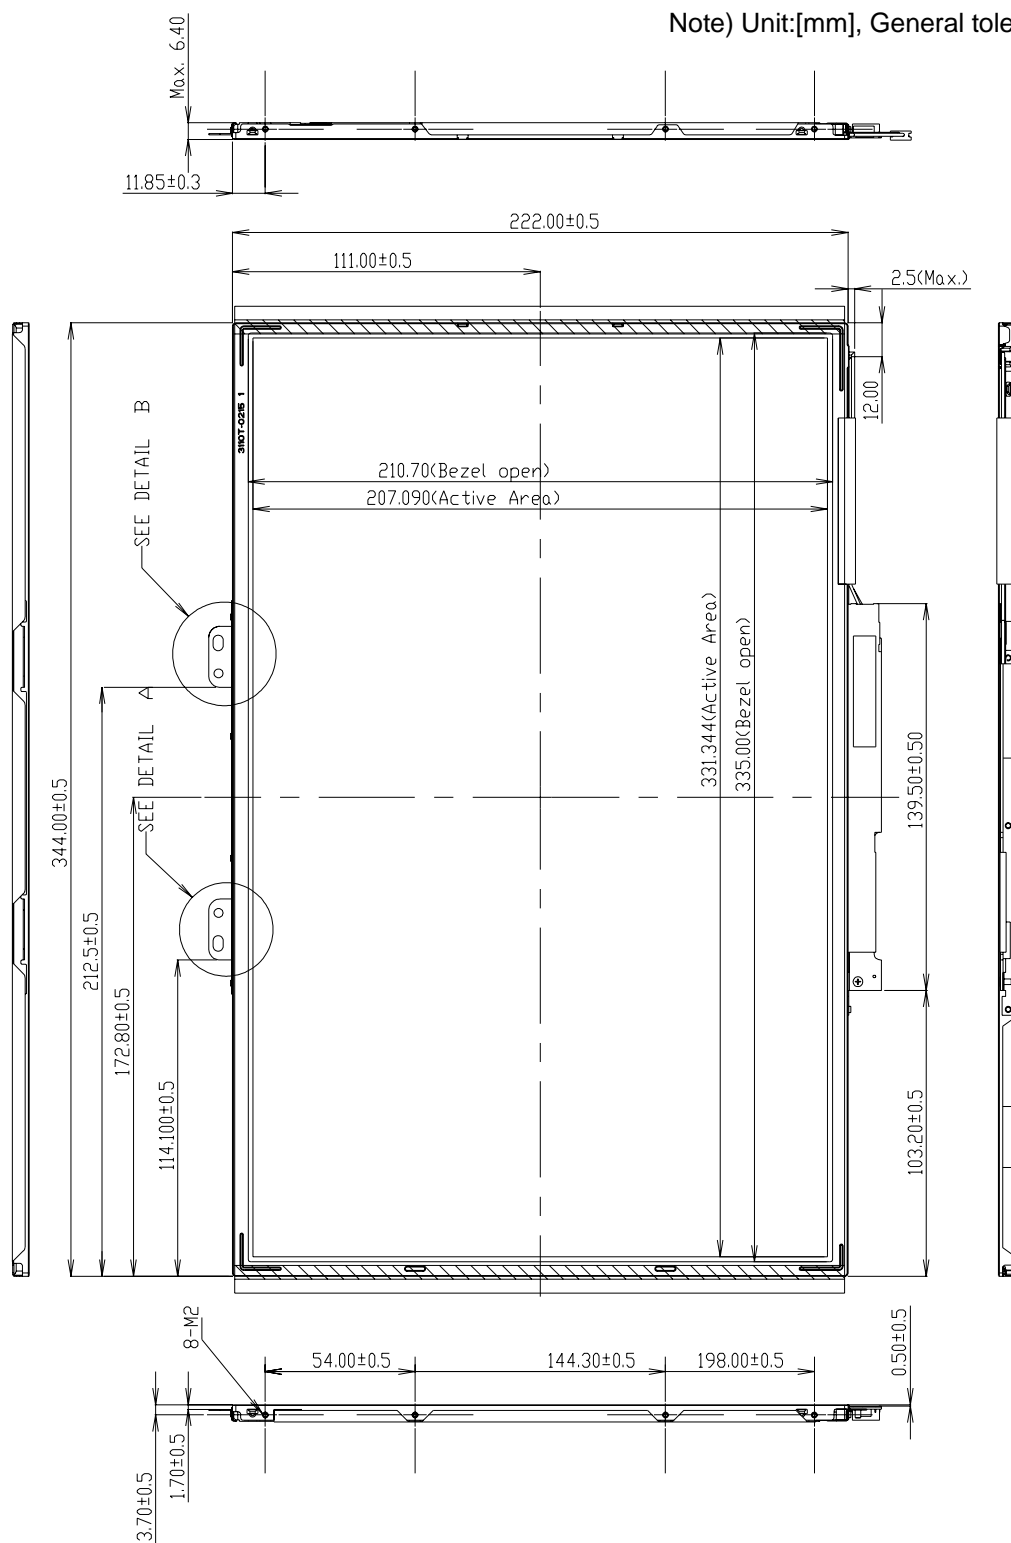 Note) Unit:[mm], General tole
Max. 6.40
11.85±0.3
222.00±0.5
111.00±0.5
2.5(Max.)
12.00
3110T-0215 1
SEE DETAIL B
210.70(Bezel open)
207.090(Active Area)
331.344(Active Area)
335.00(Bezel open)
SEE DETAIL A
344.00±0.5
212.5±0.5
172.80±0.5
114.100±0.5
139.50±0.50
103.20±0.5
8-M2
54.00±0.5
144.30±0.5
198.00±0.5
0.50±0.5
1.70±0.5
3.70±0.5